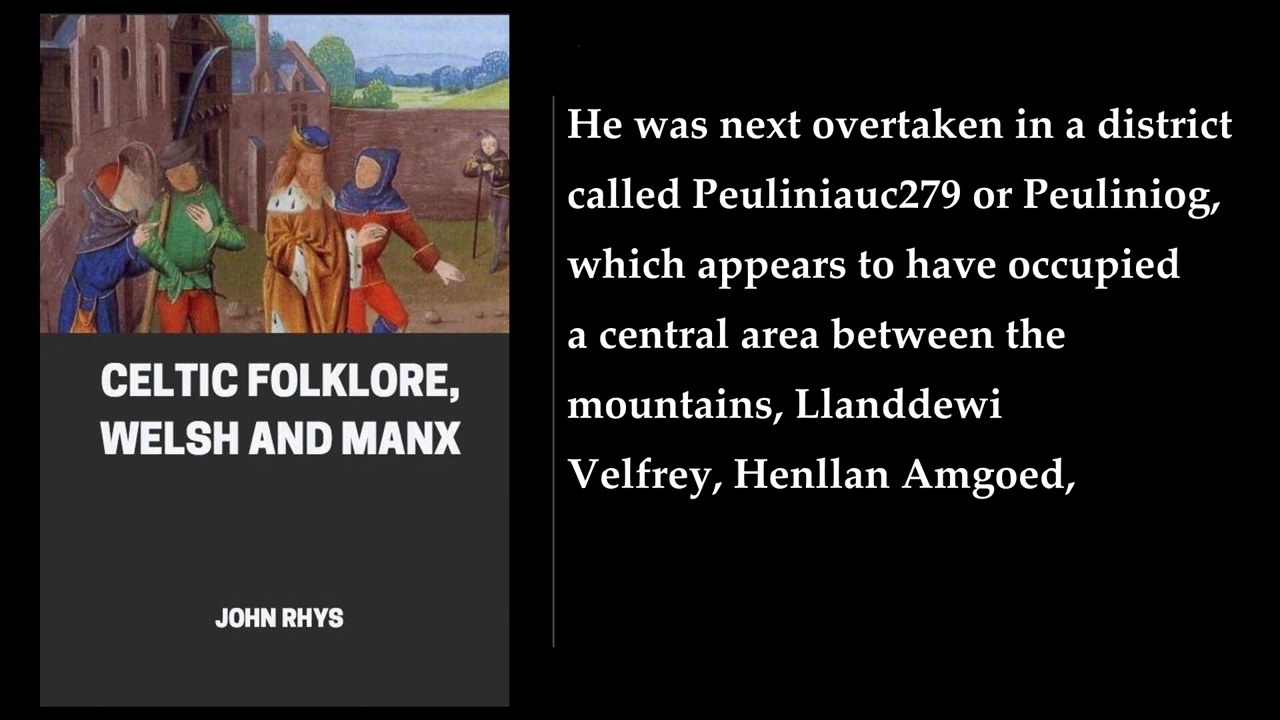 CELTIC FOLKLORE,
WELSH AND MANX
JOHN RHYS
He was next overtaken in a district
called Peuliniauc279 or Peuliniog,
which appears to have occupied
a central area between the
mountains, Llanddewi
Velfrey, Henllan Amgoed,